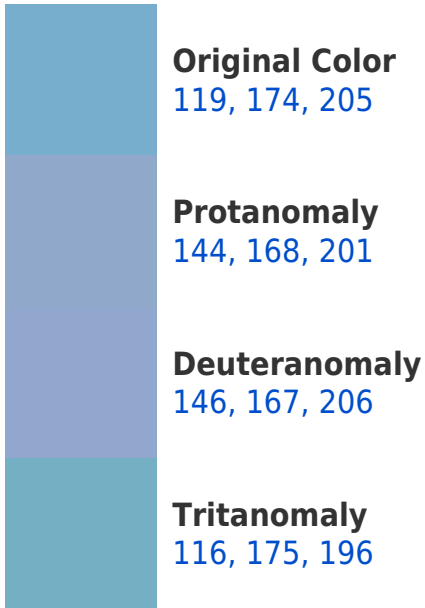 Original Color
119, 174, 205
Protanomaly
144, 168, 201
Deuteranomaly
146, 167, 206
Tritanomaly
116, 175, 196